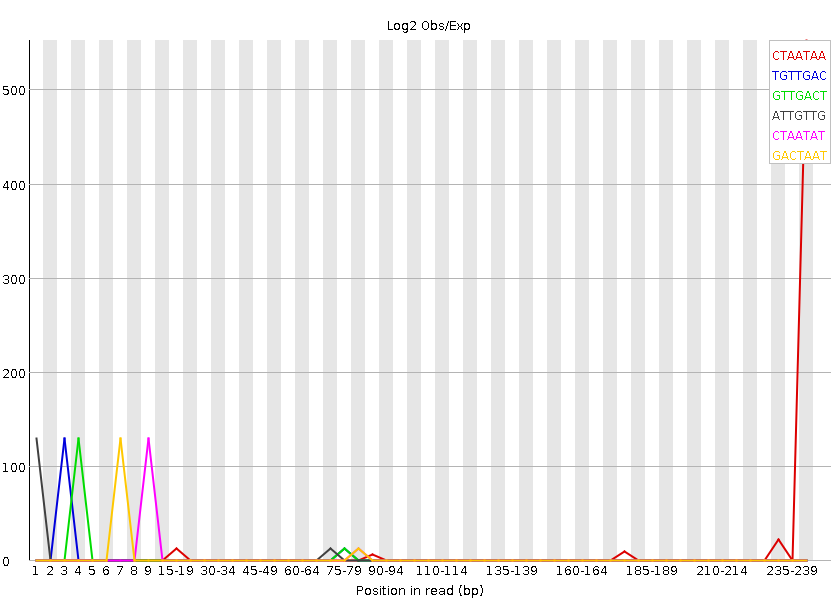 Log2 Obs/Exp
CTAATAA
TGTTGAC
GTTGACT
ATTGTTG
CTAATAT
GACTAAT
500
400
300
200
100
0
1 2 3 4 5 6 7 8 9 15-19 30-34 45-49 60-64 75-79 90-94 110-114 135-139 160-164 185-189 210-214 235-239
Position in read (bp)